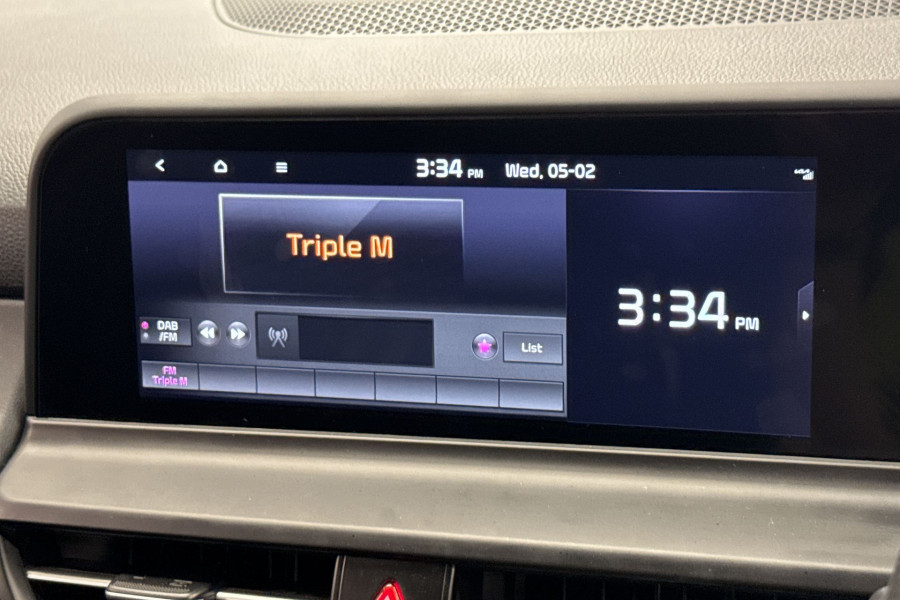 3:34 PM Wed, 05-02
Triple M
3:34 PM
DAB
/FM
List
FM
Triple M